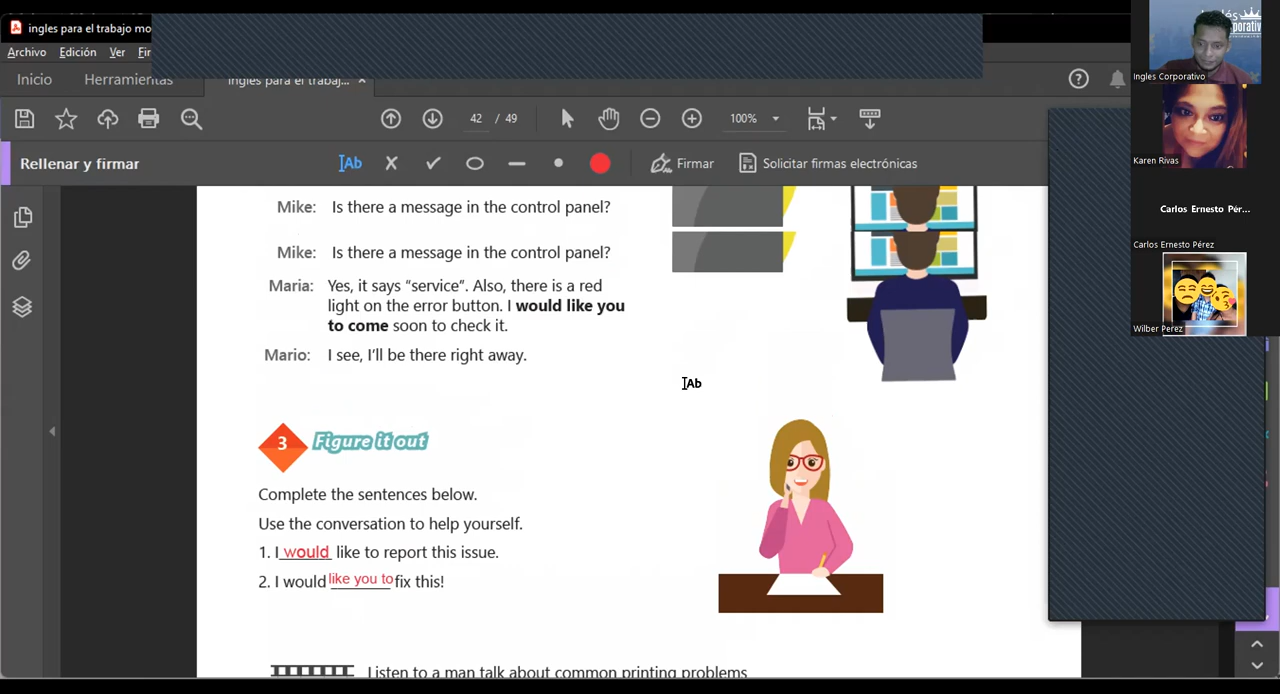 ingles para el trabajo mo
Archivo Edición Ver Fir
Inicio Herramientas ingles para el trabaj...
42 / 49 100%
Rellenar y firmar Ab Firmar Solicitar firmas electrónicas
Mike: Is there a message in the control panel?
Mike: Is there a message in the control panel?
Maria: Yes, it says “service”. Also, there is a red
light on the error button. I would like you
to come soon to check it.
Mario: I see, I’ll be there right away.
Ab
3 Figure it out
Complete the sentences below.
Use the conversation to help yourself.
1. I would like to report this issue.
2. I would like you to fix this!
Listen to a man talk about common printing problems
Ingles Corporativo
Karen Rivas
Carlos Ernesto Pér...
Carlos Ernesto Pérez
Wilber Perez